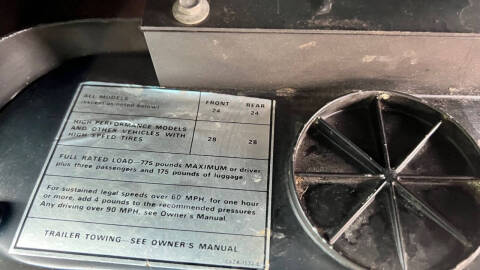 ALL MODELS FRONT REAR
(except as noted below) 24 24
HIGH PERFORMANCE MODELS
AND OTHER VEHICLES WITH 28 28
HIGH SPEED TIRES
FULL RATED LOAD—775 pounds MAXIMUM or driver
plus three passengers and 175 pounds of luggage.
For sustained legal speeds over 60 MPH, for one hour
or more, add 4 pounds to the recommended pressures
Any driving over 90 MPH, see Owner's Manual.
TRAILER TOWING—SEE OWNER'S MANUAL